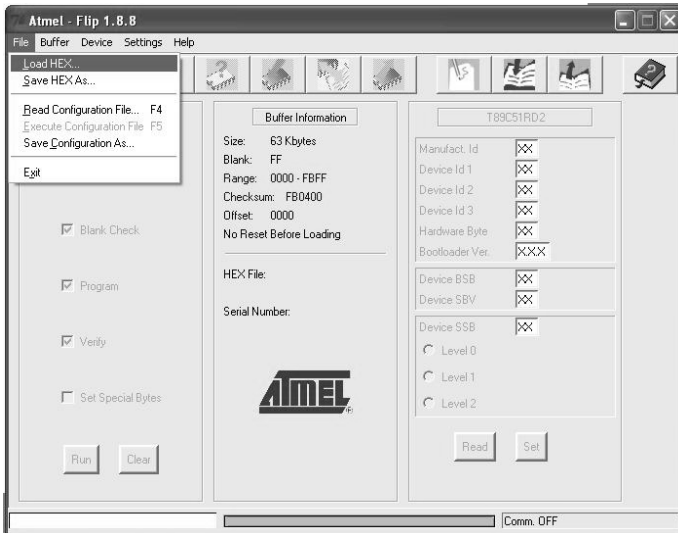 Atmel - Flip 1.8.8
File Buffer Device Settings Help
Load HEX...
Save HEX As...
Read Configuration File... F4
Execute Configuration File F5
Save Configuration As...
Exit
Blank Check
Program
Verify
Set Special Bytes
Run Clear
Buffer Information
Size: 63 Kbytes
Blank: FF
Range: 0000 - FBFF
Checksum: FB0400
Offset: 0000
No Reset Before Loading
HEX File:
Serial Number:
ATMEL®
T89C51RD2
Manufact. Id XX
Device Id 1 XX
Device Id 2 XX
Device Id 3 XX
Hardware Byte XX
Bootloader Ver. XXX
Device BSB XX
Device SBV XX
Device SSB XX
Level 0
Level 1
Level 2
Read Set
Comm. OFF